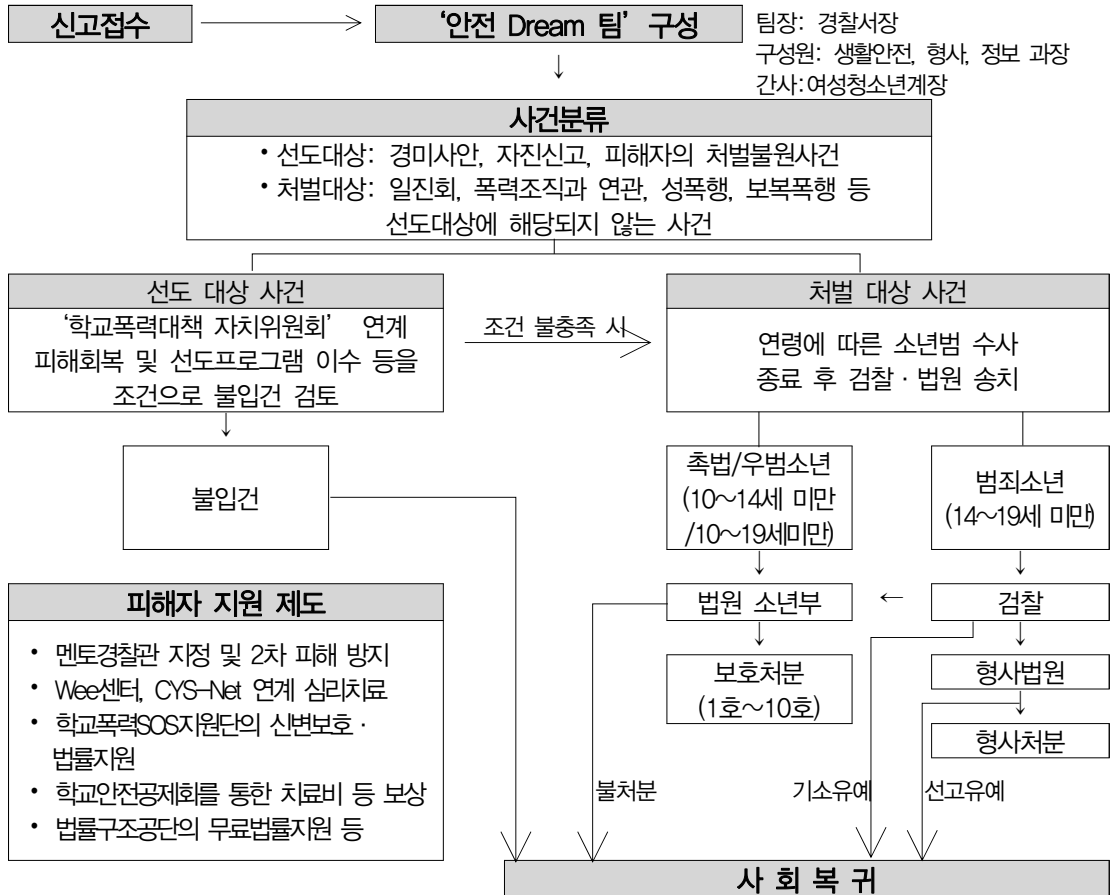 신고접수
‘안전 Dream 팀’ 구성
팀장: 경찰서장
구성원: 생활안전, 형사, 정보 과장
간사:여성청소년계장
사건분류
• 선도대상: 경미사안, 자진신고, 피해자의 처벌불원사건
• 처벌대상: 일진회, 폭력조직과 연관, 성폭행, 보복폭행 등
선도대상에 해당되지 않는 사건
선도 대상 사건
‘학교폭력대책 자치위원회’ 연계
피해회복 및 선도프로그램 이수 등을
조건으로 불입건 검토
조건 불충족 시
처벌 대상 사건
연령에 따른 소년범 수사
종료 후 검찰·법원 송치
불입건
촉법/우범소년
(10～14세 미만
/10～19세미만)
범죄소년
(14～19세 미만)
피해자 지원 제도
• 멘토경찰관 지정 및 2차 피해 방지
• Wee센터, CYS-Net 연계 심리치료
• 학교폭력SOS지원단의 신변보호·
법률지원
• 학교안전공제회를 통한 치료비 등 보상
• 법률구조공단의 무료법률지원 등
법원 소년부
←
검찰
보호처분
(1호～10호)
형사법원
형사처분
불처분
기소유예
선고유예
사 회 복 귀